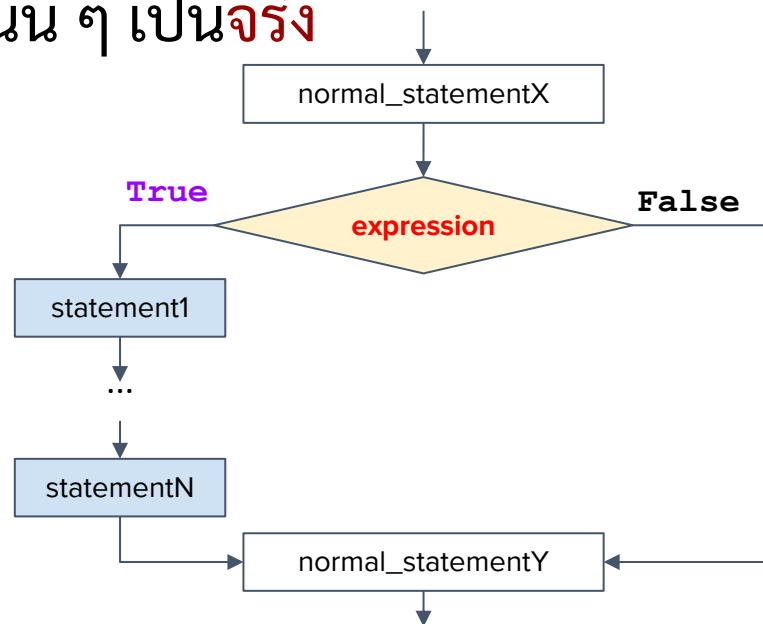 ๆ เป็นจริง
normal_statementX
True
False
expression
statement1
...
statementN
normal_statementY